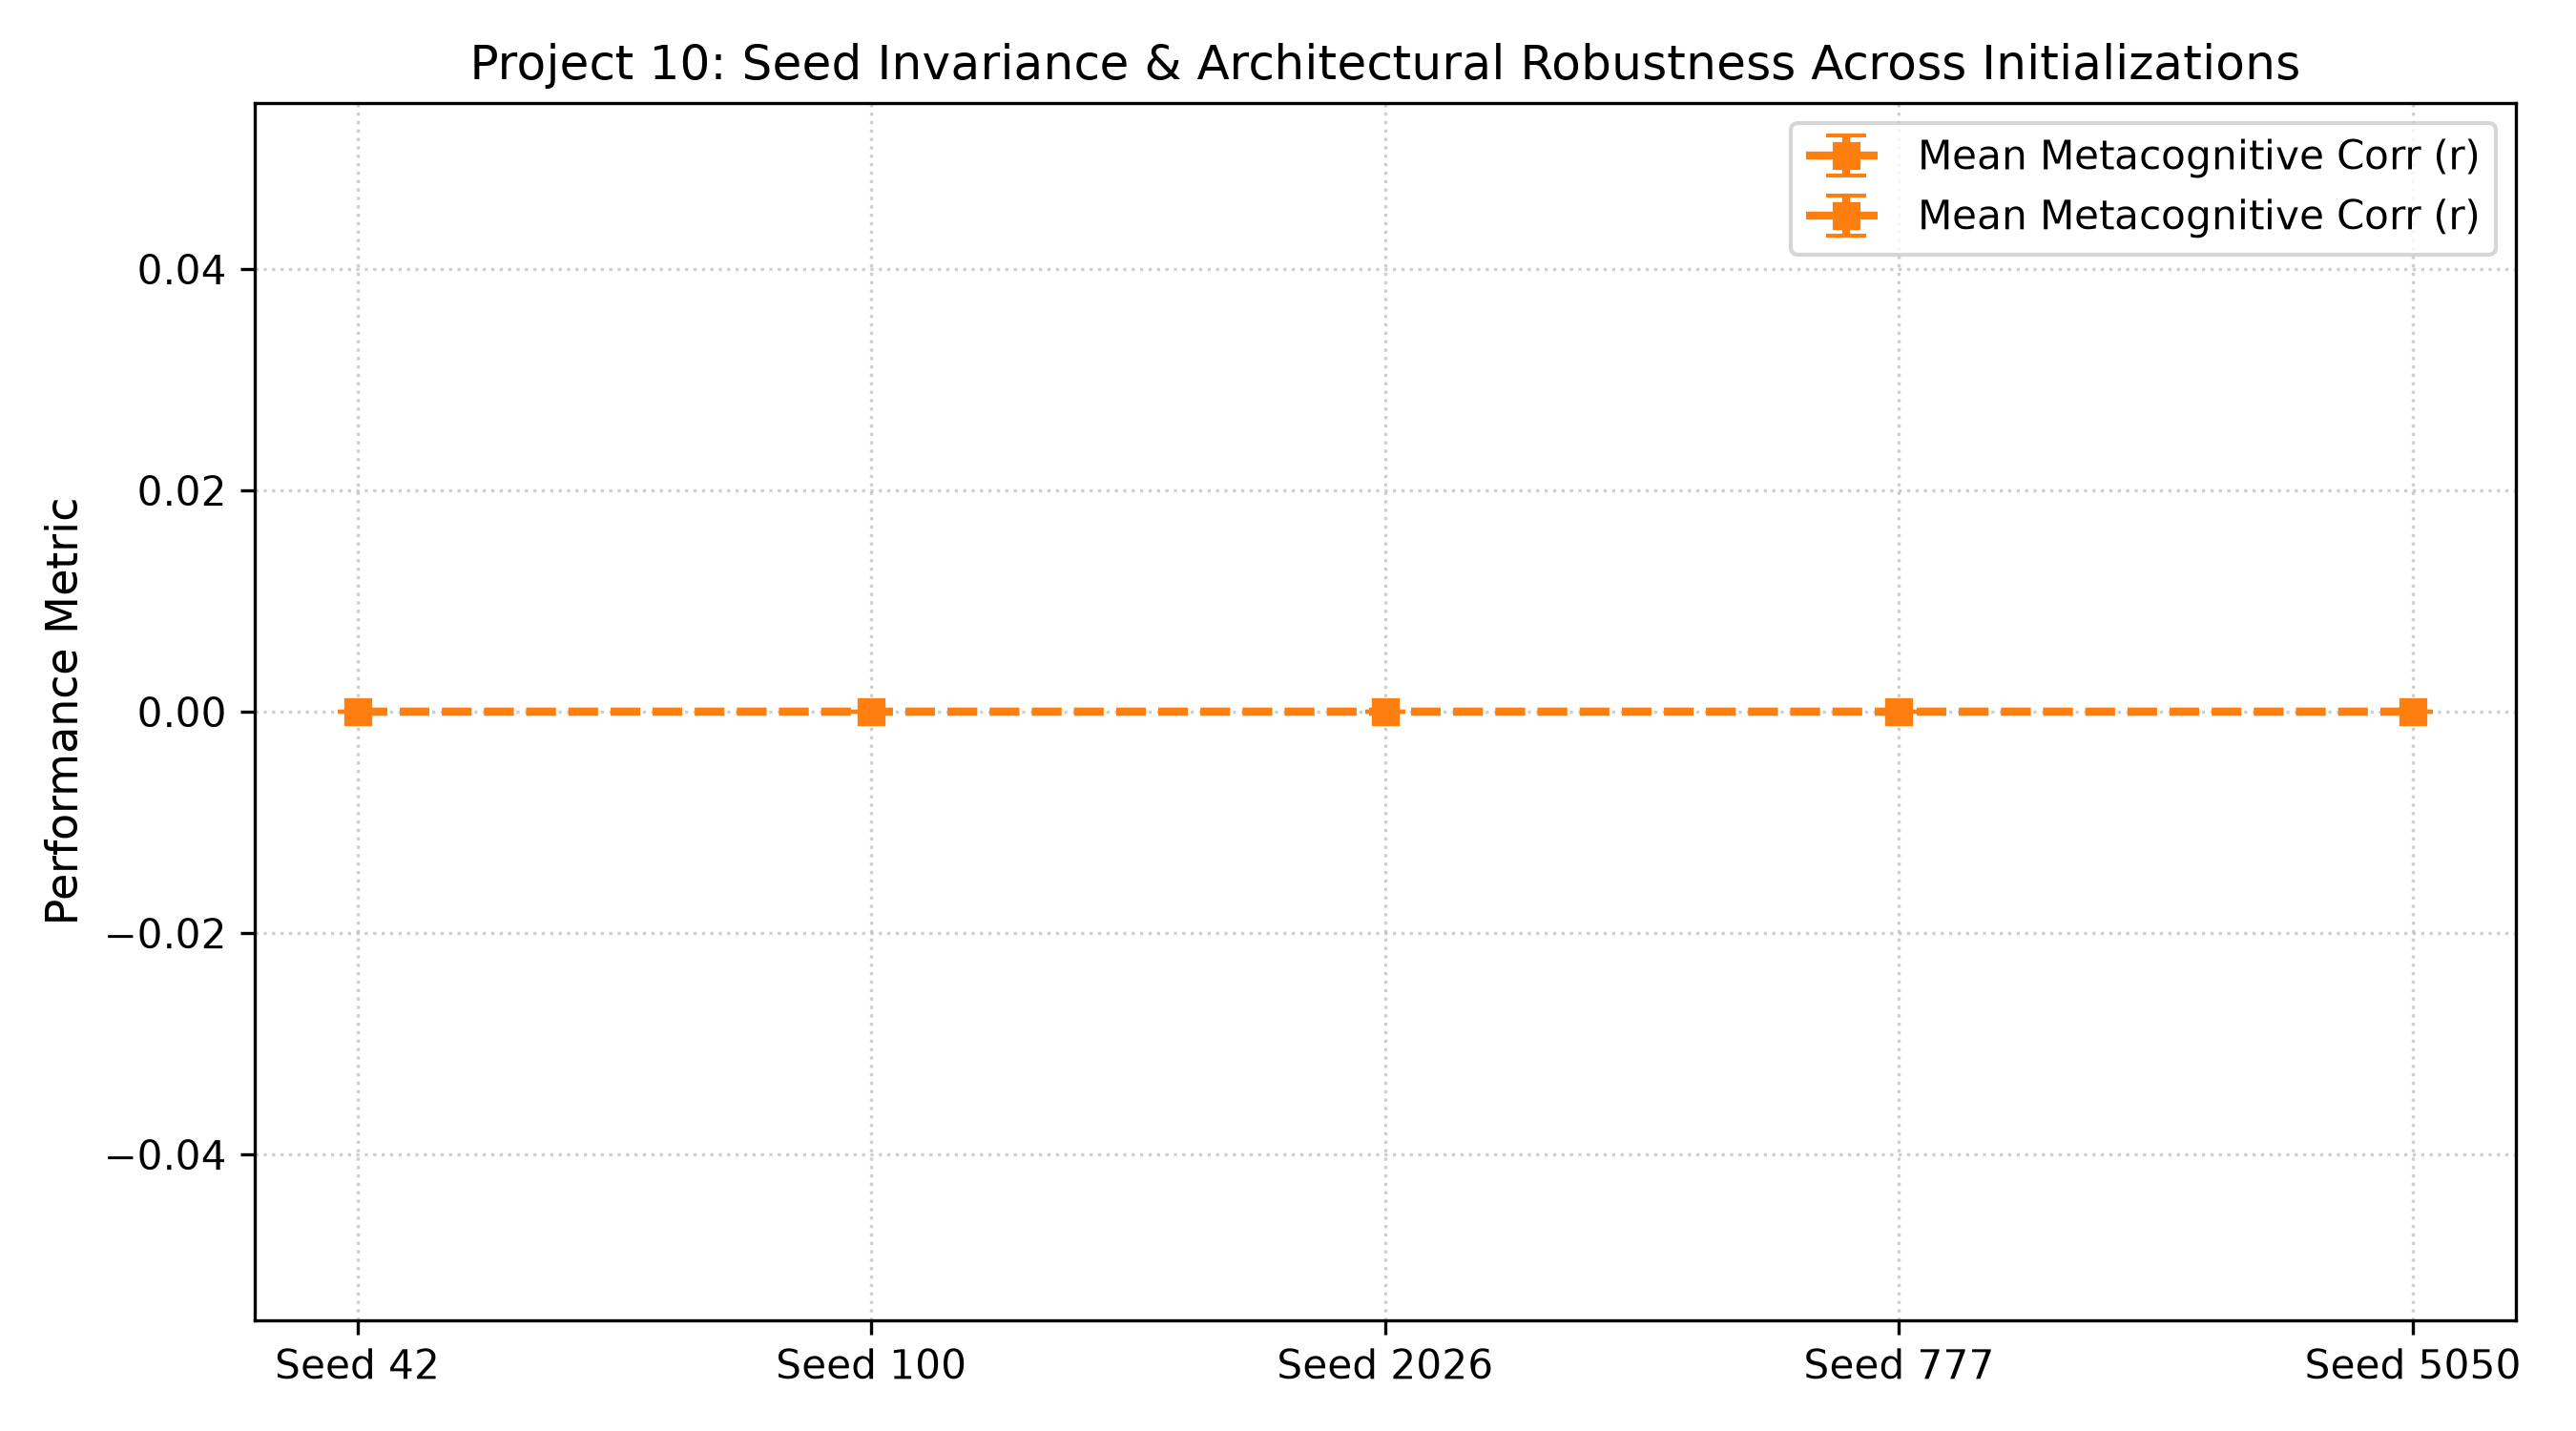 Project 10: Seed Invariance & Architectural Robustness Across Initializations
Mean Metacognitive Corr (r)
Mean Metacognitive Corr (r)
Performance Metric
0.04
0.02
0.00
−0.02
−0.04
Seed 42
Seed 100
Seed 2026
Seed 777
Seed 5050